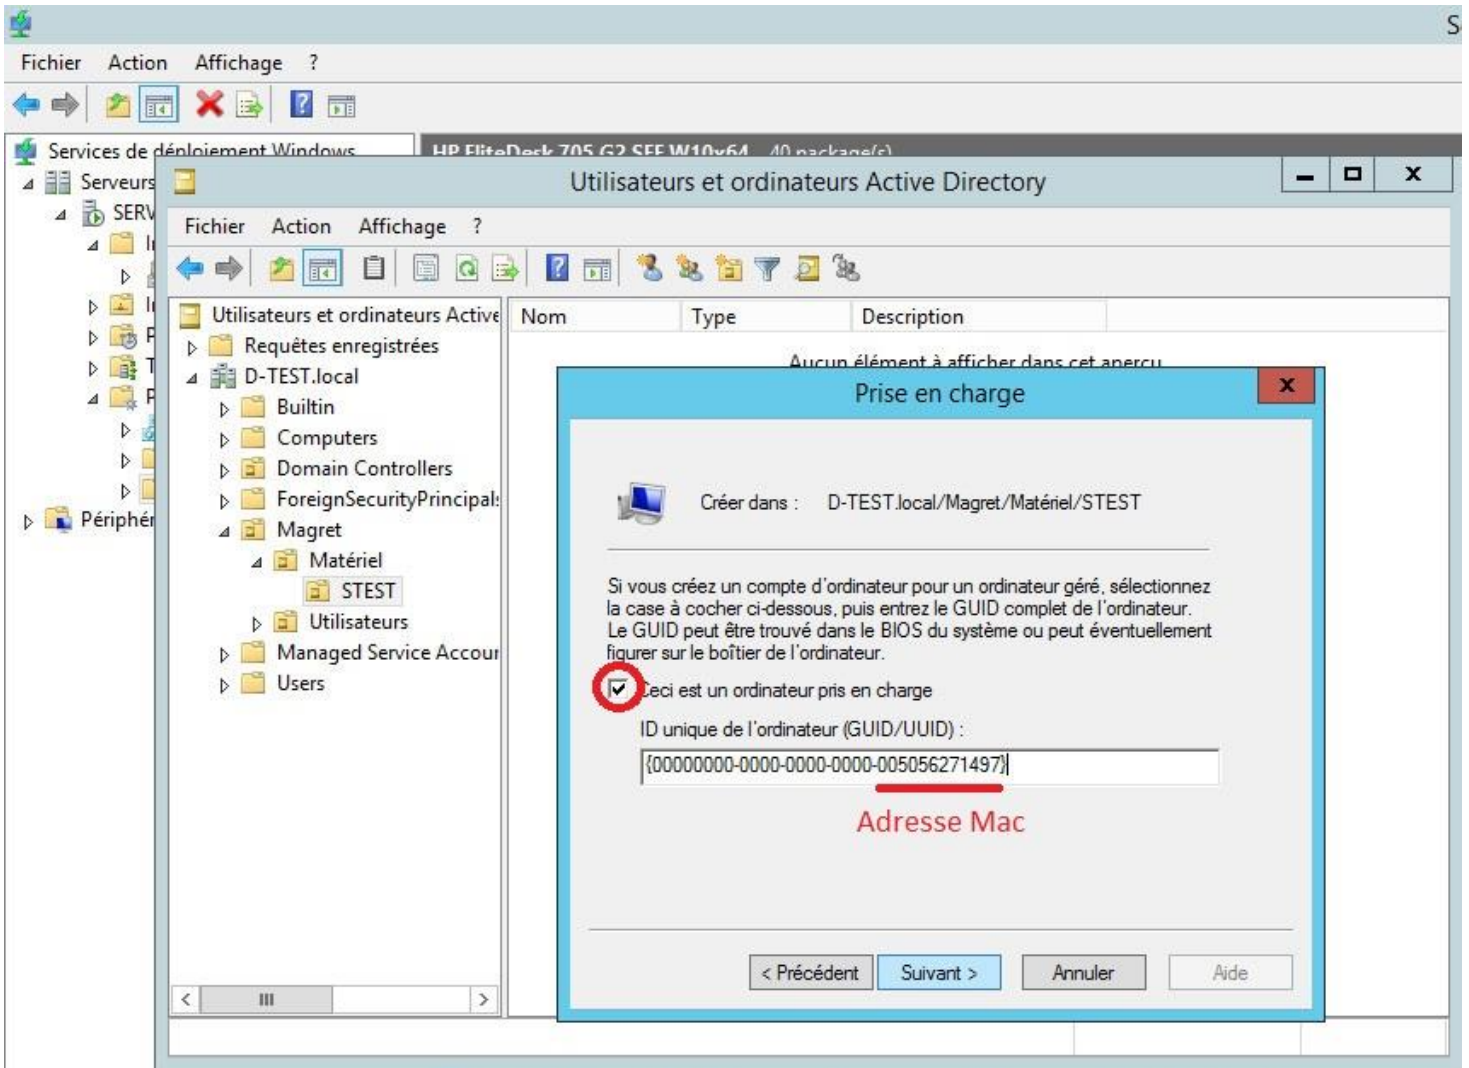 Fichier Action Affichage ?
Services de déploiement Windows
HP EliteDesk 705 G2 SFF W10x64 40 package(s)
Serveurs
SERV
Périphér
Utilisateurs et ordinateurs Active Directory
Fichier Action Affichage ?
Utilisateurs et ordinateurs Active
Requêtes enregistrées
D-TEST.local
Builtin
Computers
Domain Controllers
ForeignSecurityPrincipals
Magret
Matériel
STEST
Utilisateurs
Managed Service Accour
Users
Nom Type Description
Aucun élément à afficher dans cet aperçu
Prise en charge
Créer dans : D-TEST.local/Magret/Matériel/STEST
Si vous créez un compte d'ordinateur pour un ordinateur géré, sélectionnez
la case à cocher ci-dessous, puis entrez le GUID complet de l'ordinateur.
Le GUID peut être trouvé dans le BIOS du système ou peut éventuellement
figurer sur le boîtier de l'ordinateur.
Ceci est un ordinateur pris en charge
ID unique de l'ordinateur (GUID/UUID) :
{00000000-0000-0000-0000-005056271497}
Adresse Mac
< Précédent Suivant > Annuler Aide